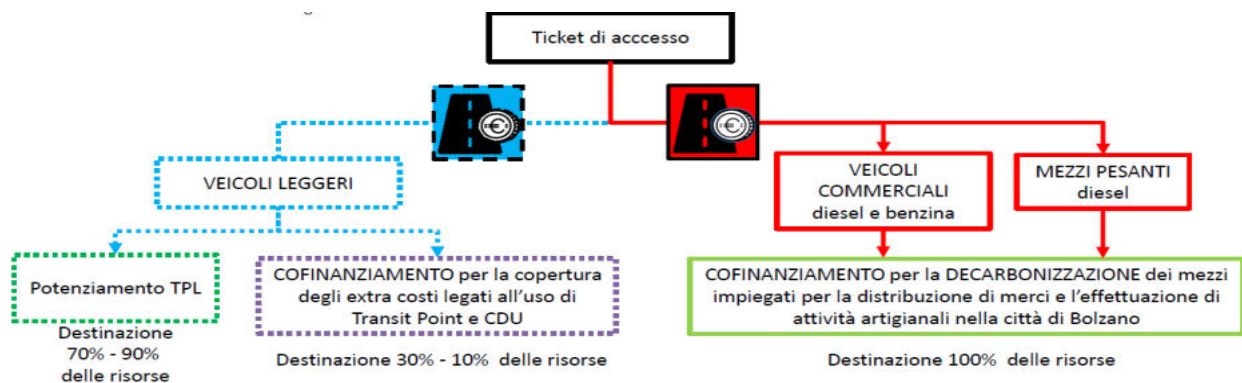 Ticket di acccesso
VEICOLI LEGGERI
VEICOLI
COMMERCIALI
diesel e benzina
MEZZI PESANTI
diesel
Potenziamento TPL
COFINANZIAMENTO per la copertura
degli extra costi legati all'uso di
Transit Point e CDU
COFINANZIAMENTO per la DECARBONIZZAZIONE dei mezzi
impiegati per la distribuzione di merci e l'effettuazione di
attività artigianali nella città di Bolzano
Destinazione
70% - 90%
delle risorse
Destinazione 30% - 10% delle risorse
Destinazione 100% delle risorse